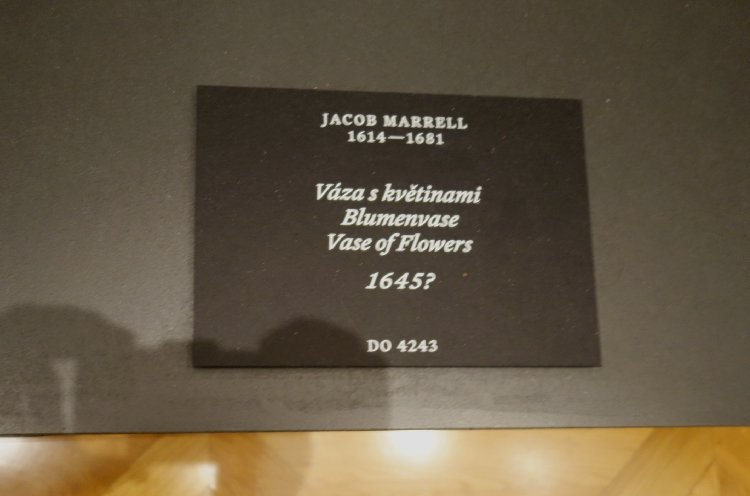 JACOB MARRELL
1614—1681
Váza s květinami
Blumenvase
Vase of Flowers
1645?
DO 4243